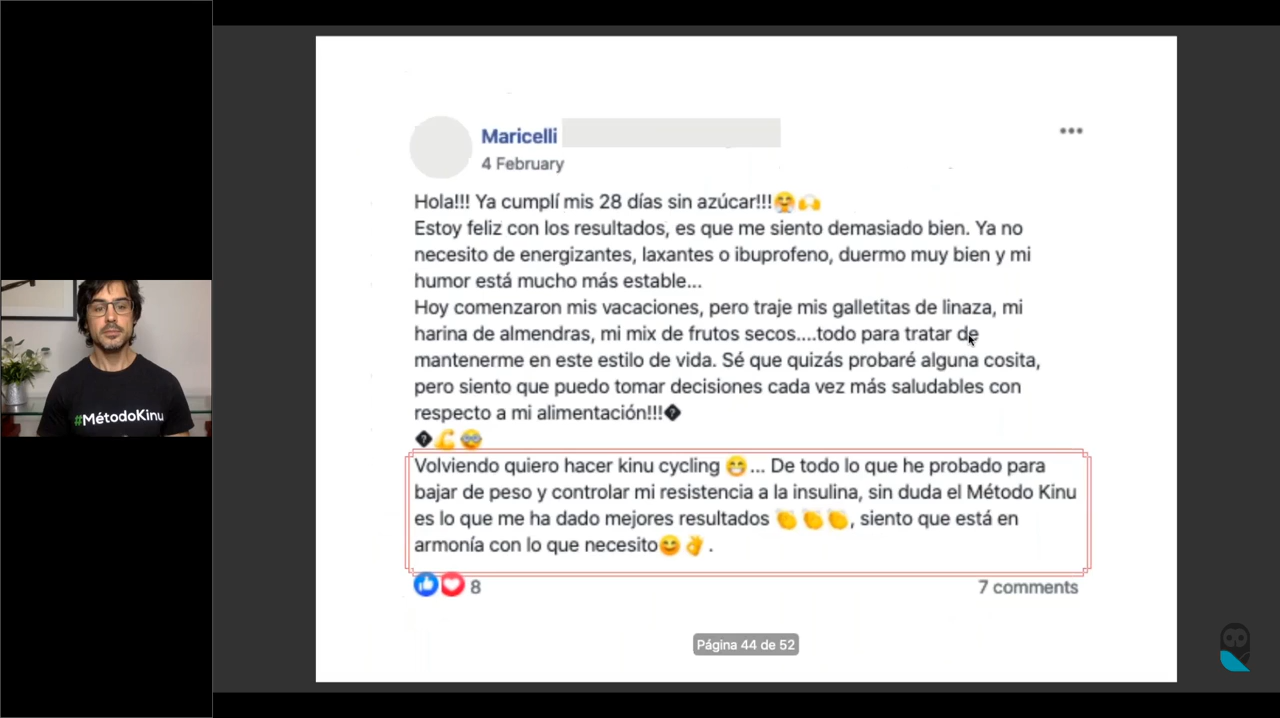 Maricelli
4 February
Hola!!! Ya cumplí mis 28 días sin azúcar!!!🤗🙌
Estoy feliz con los resultados, es que me siento demasiado bien. Ya no
necesito de energizantes, laxantes o ibuprofeno, duermo muy bien y mi
humor está mucho más estable...
Hoy comenzaron mis vacaciones, pero traje mis galletitas de linaza, mi
harina de almendras, mi mix de frutos secos....todo para tratar de
mantenerme en este estilo de vida. Sé que quizás probaré alguna cosita,
pero siento que puedo tomar decisiones cada vez más saludables con
respecto a mi alimentación!!!�
�💪🤓
Volviendo quiero hacer kinu cycling 😁... De todo lo que he probado para
bajar de peso y controlar mi resistencia a la insulina, sin duda el Método Kinu
es lo que me ha dado mejores resultados 👏👏👏, siento que está en
armonía con lo que necesito😊👌.
8
7 comments
Página 44 de 52
#MétodoKinu